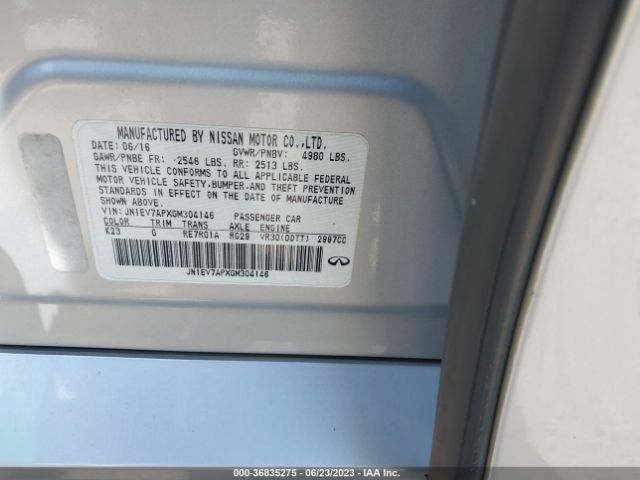 MANUFACTURED BY NISSAN MOTOR CO.,LTD.
DATE: 06/16 GVWR/PNBV: 4980 LBS.
GAWR/PNBE FR: 2546 LBS. RR: 2513 LBS.
THIS VEHICLE CONFORMS TO ALL APPLICABLE FEDERAL
MOTOR VEHICLE SAFETY, BUMPER, AND THEFT PREVENTION
STANDARDS IN EFFECT ON THE DATE OF MANUFACTURE
SHOWN ABOVE.
VIN: JN1EV7APXGM304146 PASSENGER CAR
COLOR TRIM TRANS AXLE ENGINE
K23 G RE7R01A RG29 VR30(DDTT) 2997CC
JN1EV7APXGM304146
000-36835275 - 06/23/2023 - IAA Inc.